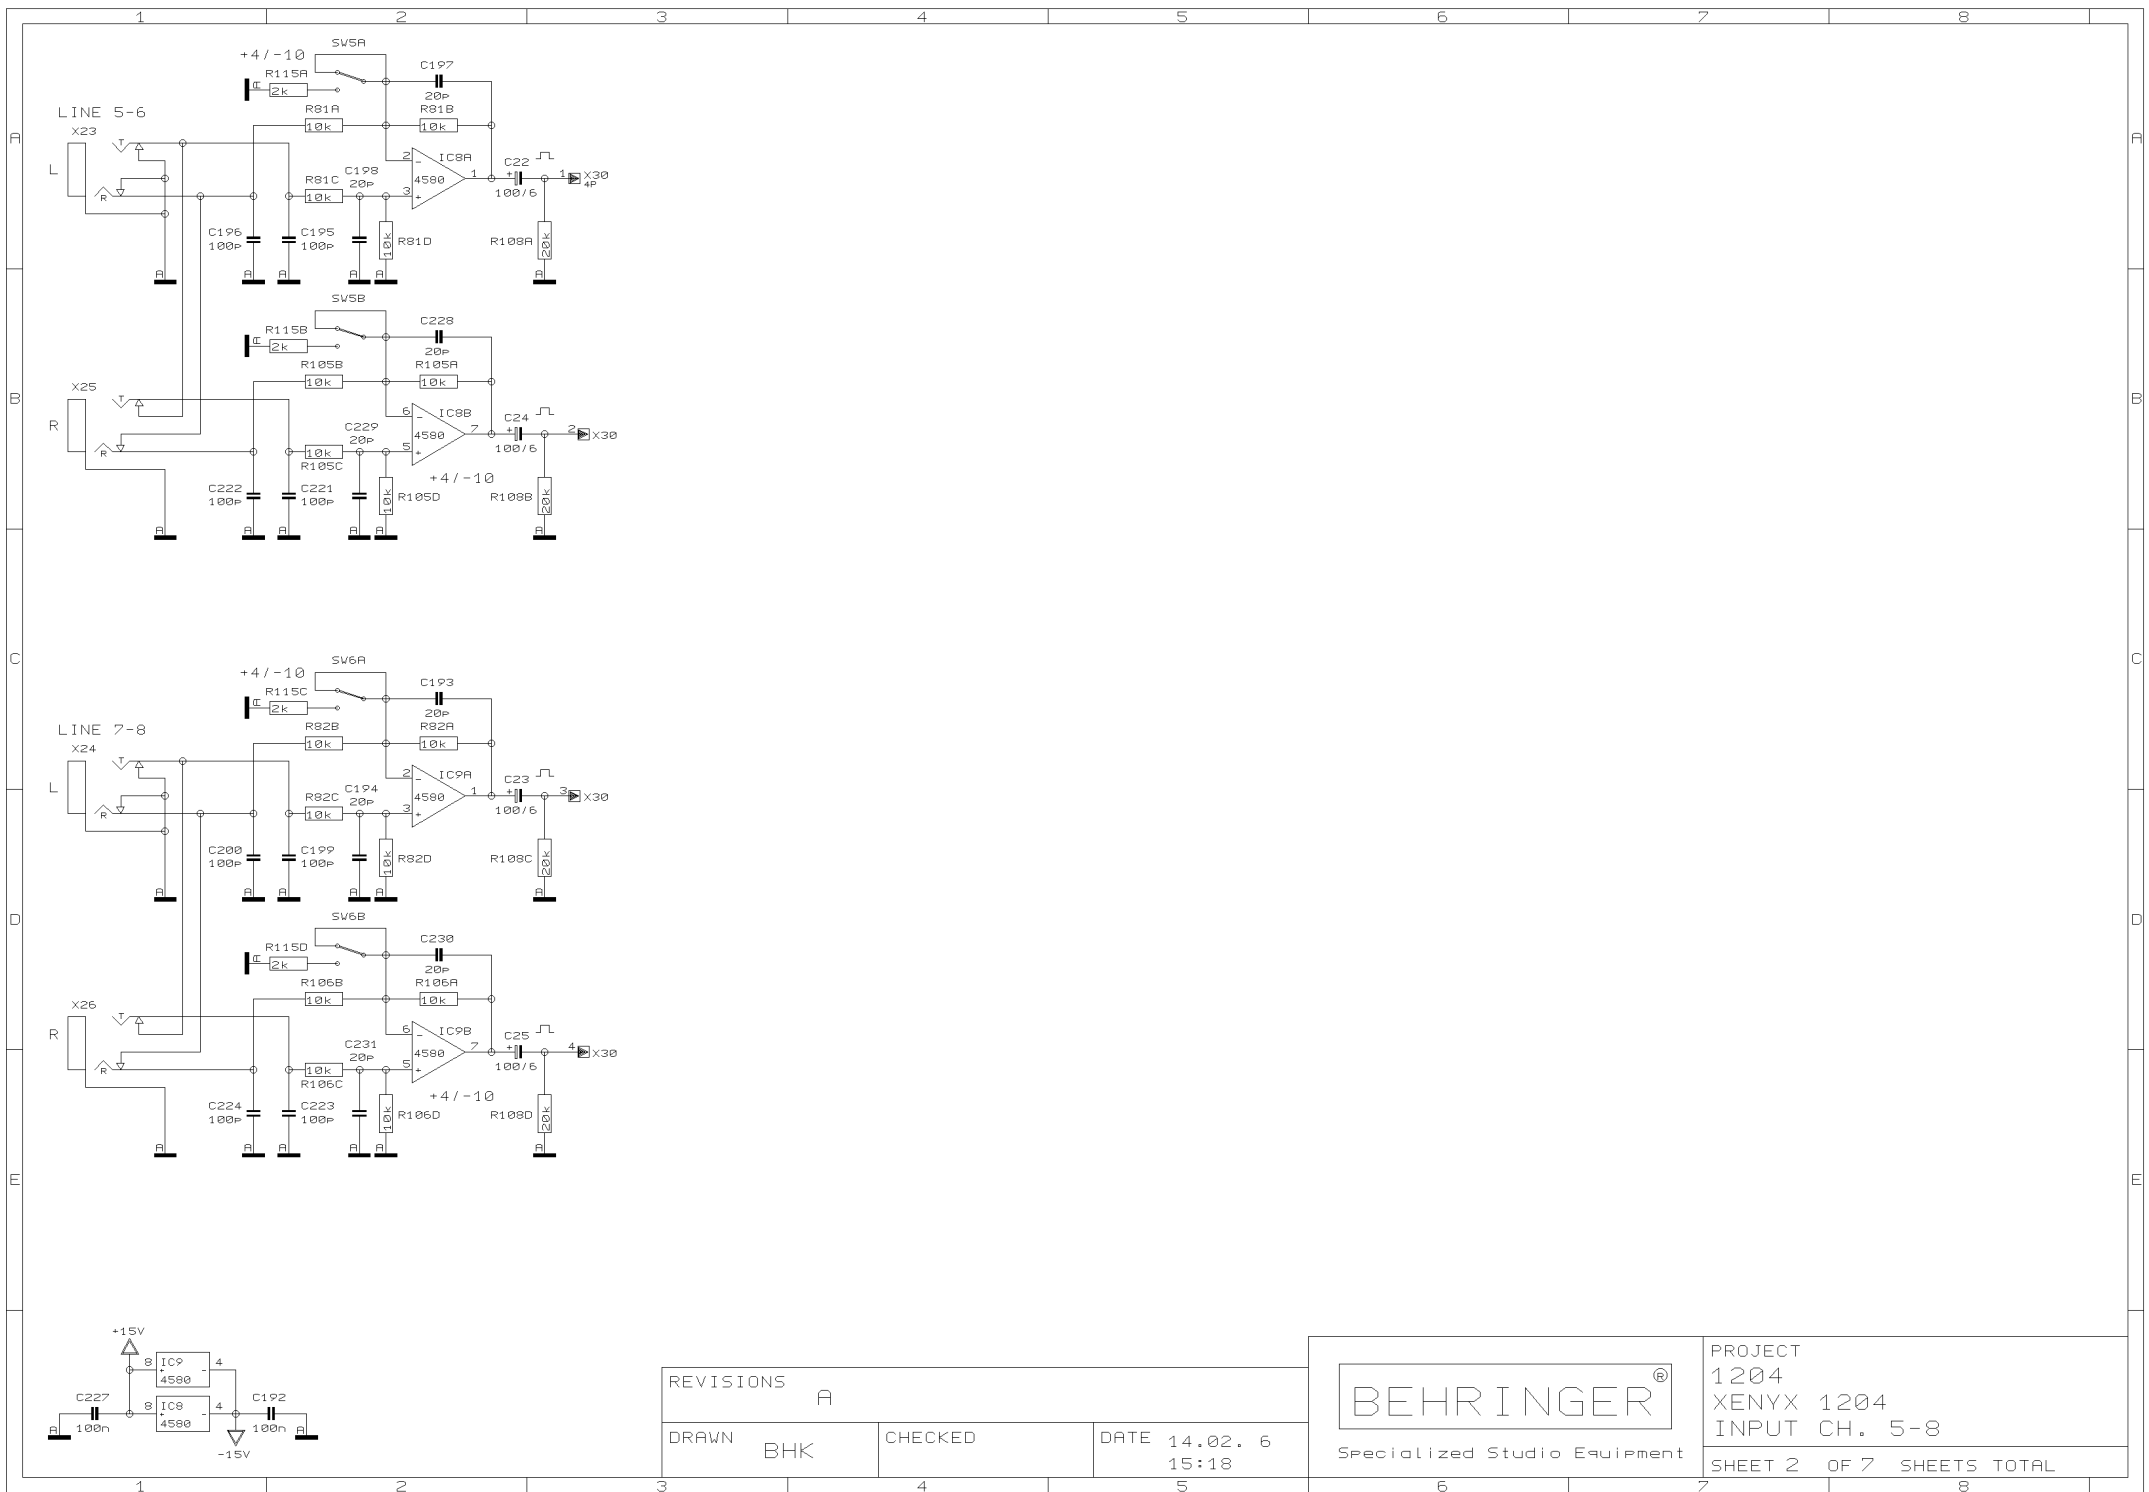 1 2 3 4 5 6 7 8
A A
B B
C C
D D
E E
SW5A
+4/-10
R115A
A
2k
C197
20p
LINE 5-6
X23
L
T
R
R81A
10k
R81B
10k
2
-
IC8A
4580
1
3
+
C22
+
100/6
1
X30
4P
R81C
10k
C198
20p
C196
100p
C195
100p
10k
R81D
R108A
20k
A A A A A A
SW5B
R115B
A
2k
C228
20p
X25
R
T
R
R105B
10k
R105A
10k
6
-
IC8B
4580
7
5
+
C24
+
100/6
2
X30
C229
20p
10k
R105C
+4/-10
C222
100p
C221
100p
10k
R105D
R108B
20k
A A A A A A
SW6A
+4/-10
R115C
A
2k
C193
20p
LINE 7-8
X24
L
T
R
R82B
10k
R82A
10k
2
-
IC9A
4580
1
3
+
C23
+
100/6
3
X30
R82C
10k
C194
20p
C200
100p
C199
100p
10k
R82D
R108C
20k
A A A A A A
SW6B
R115D
A
2k
C230
20p
X26
R
T
R
R106B
10k
R106A
10k
6
-
IC9B
4580
7
5
+
C25
+
100/6
4
X30
C231
20p
10k
R106C
+4/-10
C224
100p
C223
100p
10k
R106D
R108D
20k
A A A A A A
+15V
8 IC9 4
+ -
4580
C227
100n
8 IC8 4
+ -
4580
C192
100n
A A
-15V
REVISIONS
A
DRAWN
BHK
CHECKED
DATE 14.02. 6
15:18
BEHRINGER®
Specialized Studio Equipment
PROJECT
1204
XENYX 1204
INPUT CH. 5-8
SHEET 2 OF 7 SHEETS TOTAL
1 2 3 4 5 6 7 8